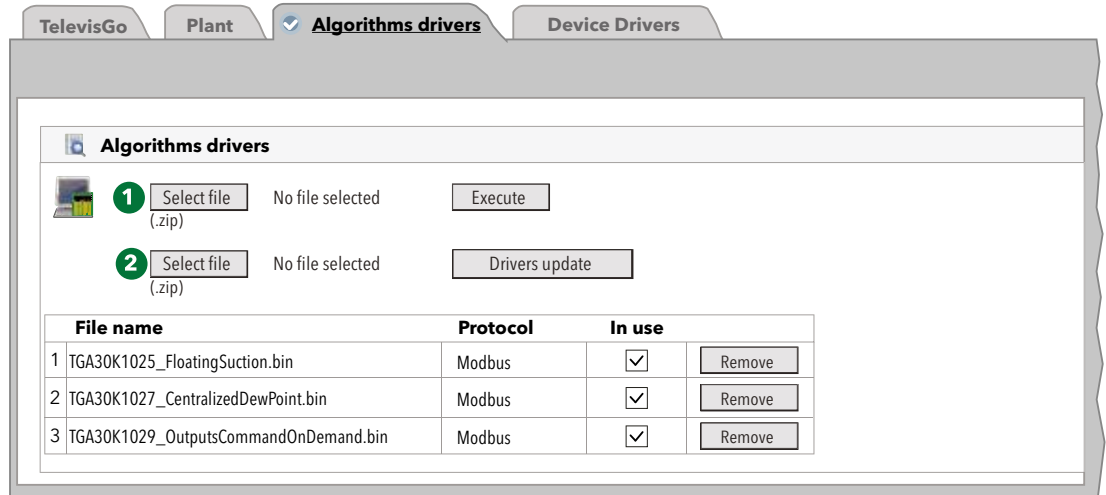 TelevisGo Plant Algorithms drivers Device Drivers
Algorithms drivers
1 Select file No file selected Execute
(.zip)
2 Select file No file selected Drivers update
(.zip)
File name Protocol In use
1 TGA30K1025_FloatingSuction.bin Modbus Remove
2 TGA30K1027_CentralizedDewPoint.bin Modbus Remove
3 TGA30K1029_OutputsCommandOnDemand.bin Modbus Remove